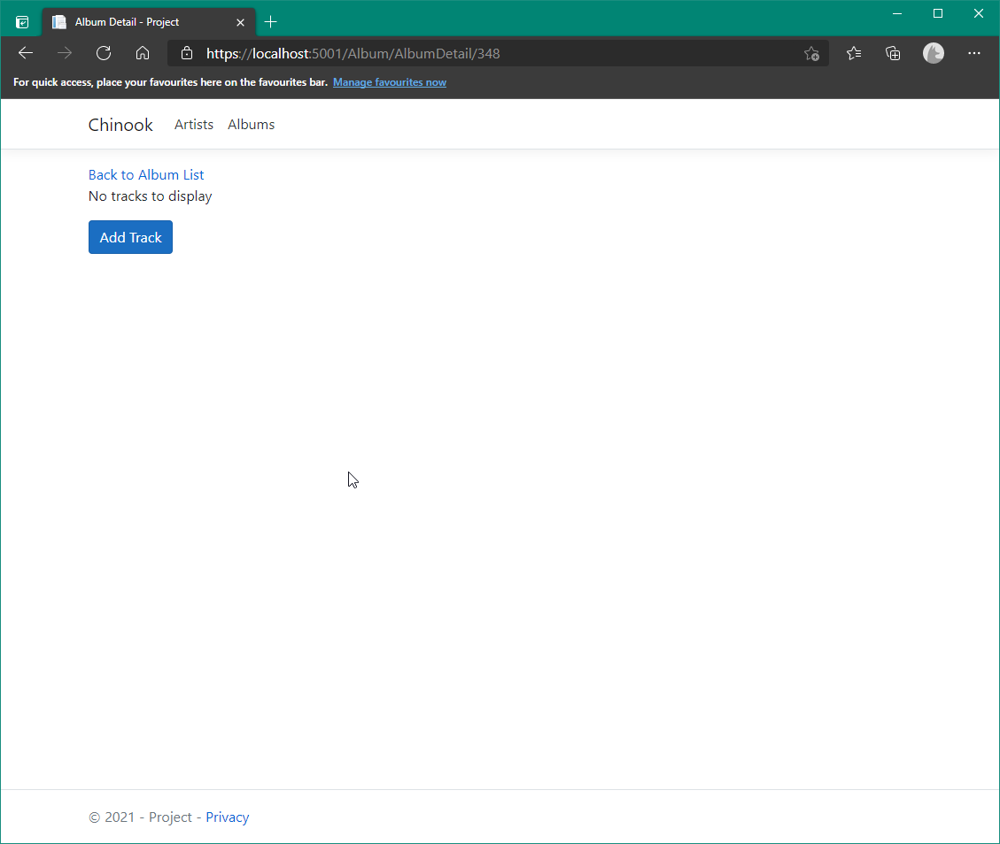 Album Detail - Project
https://localhost:5001/Album/AlbumDetail/348
For quick access, place your favourites here on the favourites bar. Manage favourites now
Chinook Artists Albums
Back to Album List
No tracks to display
Add Track
© 2021 - Project - Privacy